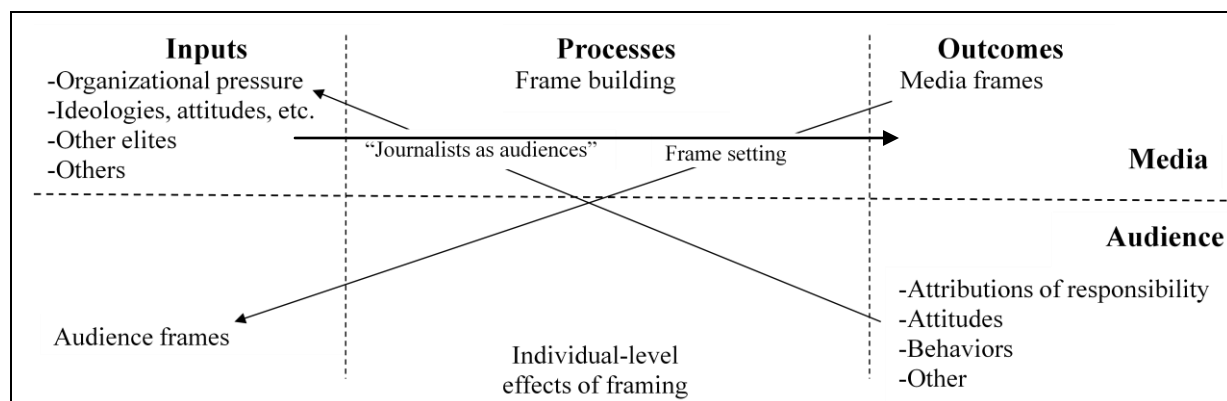 Inputs
-Organizational pressure
-Ideologies, attitudes, etc.
-Other elites
-Others
Processes
Frame building
“Journalists as audiences”
Frame setting
Outcomes
Media frames
Media
Audience
Audience frames
Individual-level
effects of framing
-Attributions of responsibility
-Attitudes
-Behaviors
-Other